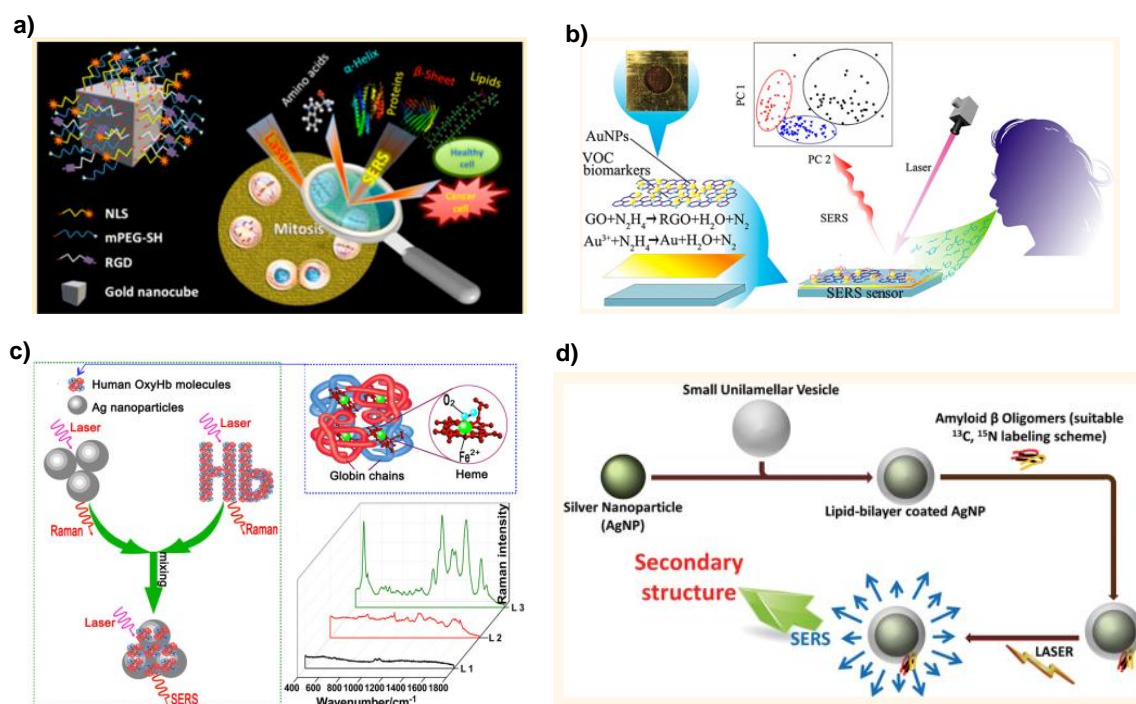 a)
Amino acids
α-Helix
Proteins
β-Sheet
Lipids
Laser
SERS
Healthy
cell
Cancer
cell
Mitosis
NLS
mPEG-SH
RGD
Gold nanocube
b)
PC 1
PC 2
AuNPs
VOC
biomarkers
GO+N₂H₄→RGO+H₂O+N₂
Au³⁺+N₂H₄→Au+H₂O+N₂
Laser
SERS
SERS sensor
c)
Human OxyHb molecules
Ag nanoparticles
Laser
Laser
Hb
Raman
Raman
mixing
Laser
SERS
O₂
Fe²⁺
Globin chains
Heme
Raman intensity
L 3
L 2
L 1
400 600 800 1000 1200 1400 1600 1800
Wavenumber/cm⁻¹
d)
Small Unilamellar Vesicle
Amyloid β Oligomers (suitable
¹³C, ¹⁵N labeling scheme)
Silver Nanoparticle
(AgNP)
Lipid-bilayer coated AgNP
Secondary
structure
SERS
LASER